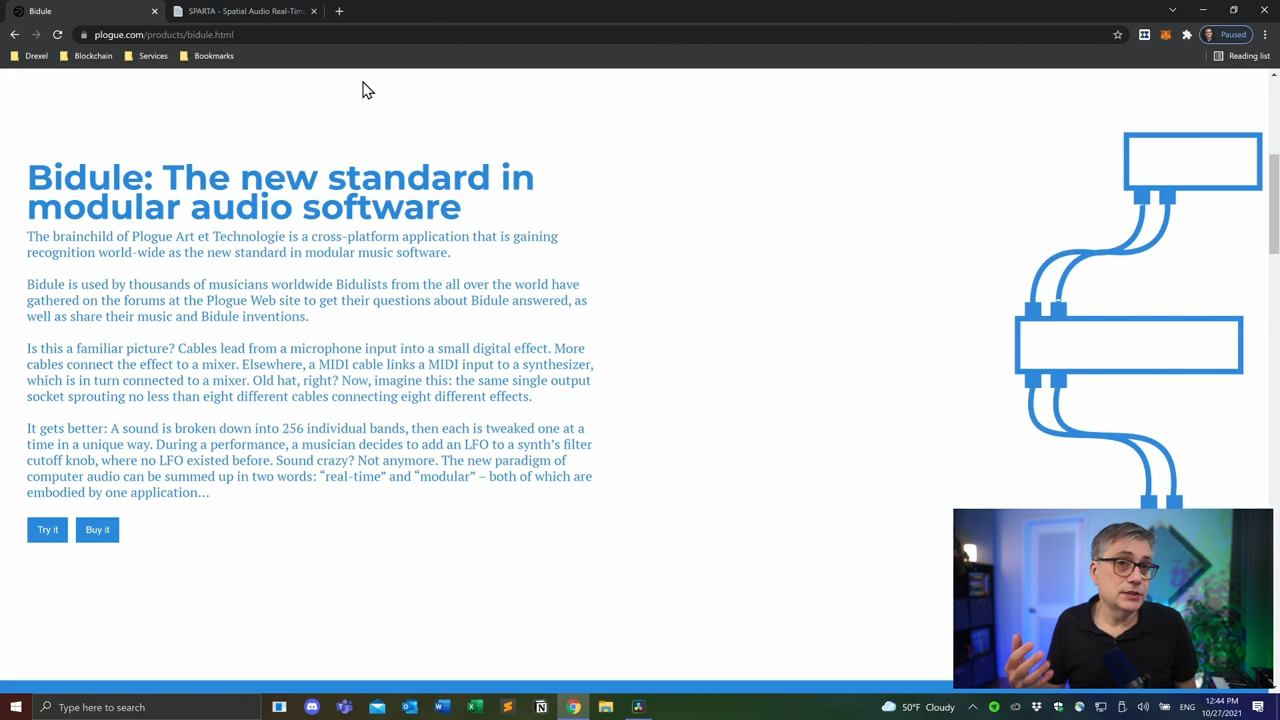 Bidule
SPARTA - Spatial Audio Real-Time
plogue.com/products/bidule.html
Paused
Drexel
Blockchain
Services
Bookmarks
Reading list
Bidule: The new standard in
modular audio software
The brainchild of Plogue Art et Technologie is a cross-platform application that is gaining
recognition world-wide as the new standard in modular music software.
Bidule is used by thousands of musicians worldwide Bidulists from the all over the world have
gathered on the forums at the Plogue Web site to get their questions about Bidule answered, as
well as share their music and Bidule inventions.
Is this a familiar picture? Cables lead from a microphone input into a small digital effect. More
cables connect the effect to a mixer. Elsewhere, a MIDI cable links a MIDI input to a synthesizer,
which is in turn connected to a mixer. Old hat, right? Now, imagine this: the same single output
socket sprouting no less than eight different cables connecting eight different effects.
It gets better: A sound is broken down into 256 individual bands, then each is tweaked one at a
time in a unique way. During a performance, a musician decides to add an LFO to a synth’s filter
cutoff knob, where no LFO existed before. Sound crazy? Not anymore. The new paradigm of
computer audio can be summed up in two words: “real-time” and “modular” – both of which are
embodied by one application...
Try it
Buy it
Type here to search
50°F Cloudy
12:44 PM
10/27/2021